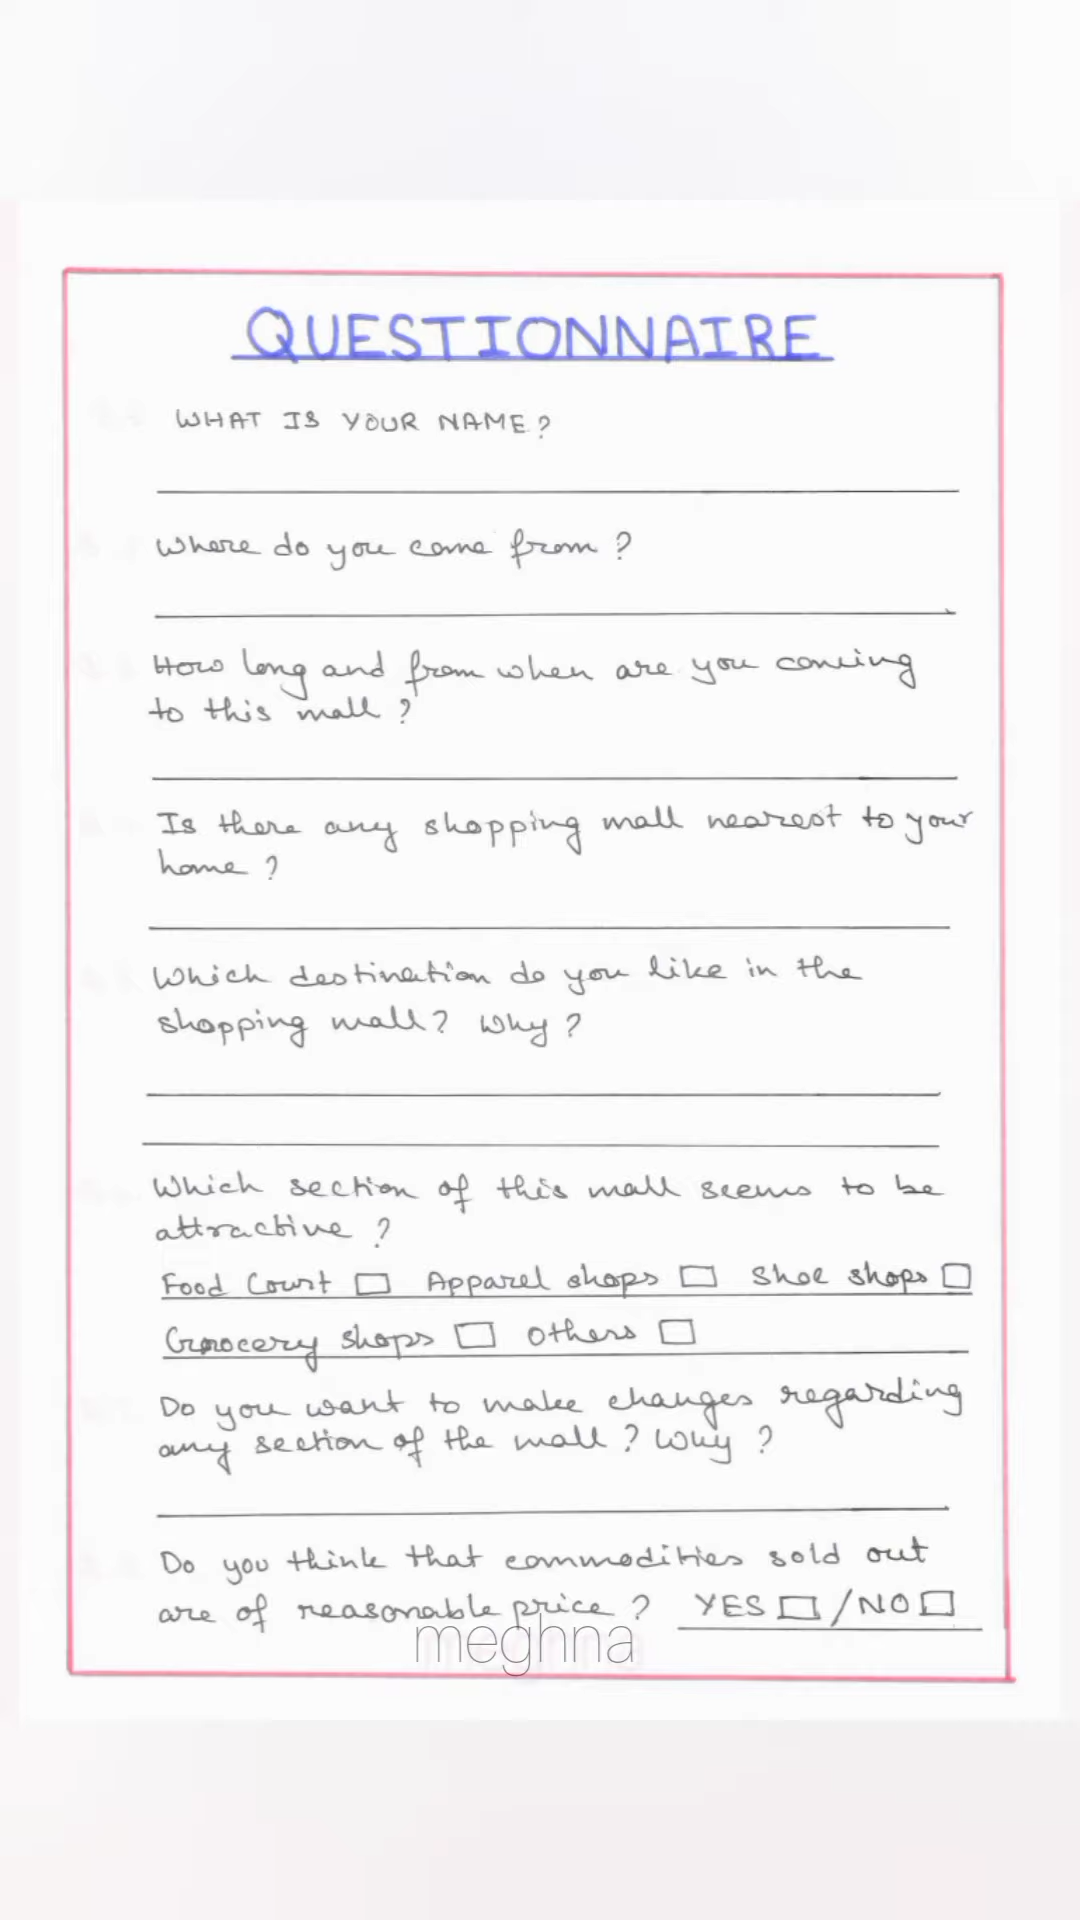 QUESTIONNAIRE
WHAT IS YOUR NAME?
Where do you come from?
How long and from when are you coming
to this mall?
Is there any shopping mall nearest to your
home?
Which destination do you like in the
shopping mall? Why?
Which section of this mall seems to be
attractive?
Food Court □ Apparel shops □ Shoe shops □
Grocery shops □ Others □
Do you want to make changes regarding
any section of the mall? Why?
Do you think that commodities sold out
are of reasonable price? YES □ / NO □
meghna